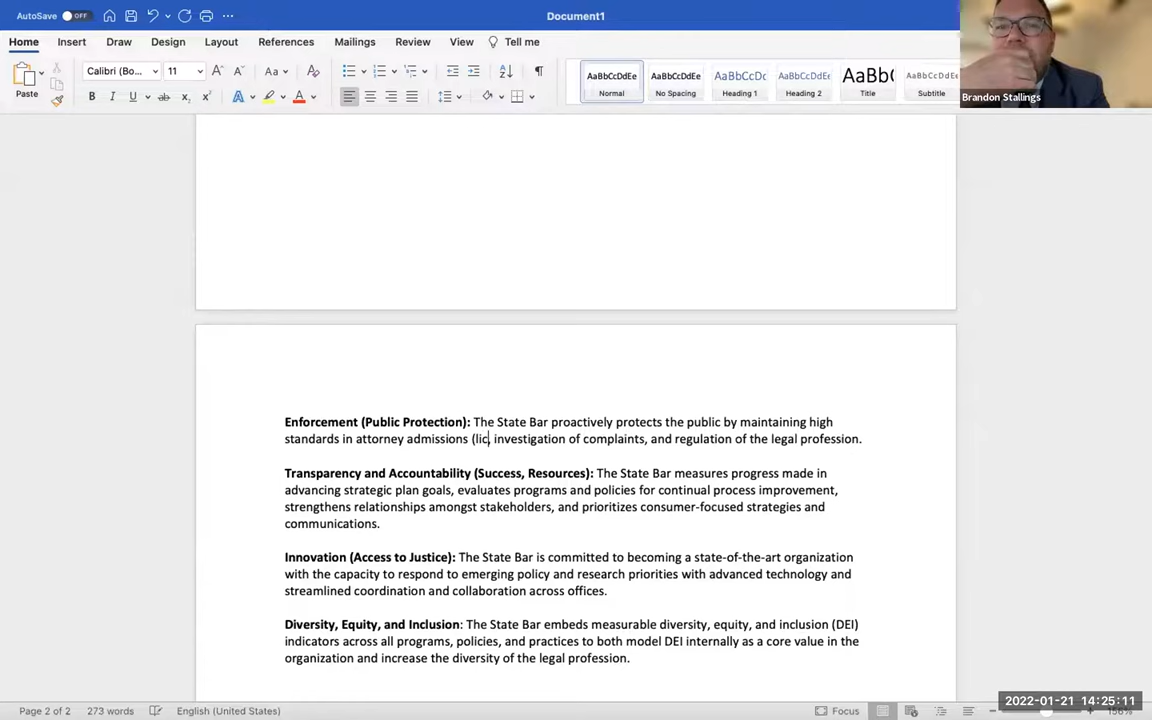 AutoSave OFF Document1
Home Insert Draw Design Layout References Mailings Review View Tell me
Paste Calibri (Bo... 11 Aa AaBbCcDdEe AaBbCcDdEe AaBbCcDc AaBbCcDdEe AaBb( AaBbCcDdEe
Normal No Spacing Heading 1 Heading 2 Title Subtitle
Brandon Stallings
Enforcement (Public Protection): The State Bar proactively protects the public by maintaining high
standards in attorney admissions (lic, investigation of complaints, and regulation of the legal profession.
Transparency and Accountability (Success, Resources): The State Bar measures progress made in
advancing strategic plan goals, evaluates programs and policies for continual process improvement,
strengthens relationships amongst stakeholders, and prioritizes consumer-focused strategies and
communications.
Innovation (Access to Justice): The State Bar is committed to becoming a state-of-the-art organization
with the capacity to respond to emerging policy and research priorities with advanced technology and
streamlined coordination and collaboration across offices.
Diversity, Equity, and Inclusion: The State Bar embeds measurable diversity, equity, and inclusion (DEI)
indicators across all programs, policies, and practices to both model DEI internally as a core value in the
organization and increase the diversity of the legal profession.
Page 2 of 2 273 words English (United States) Focus 156%
2022-01-21 14:25:11